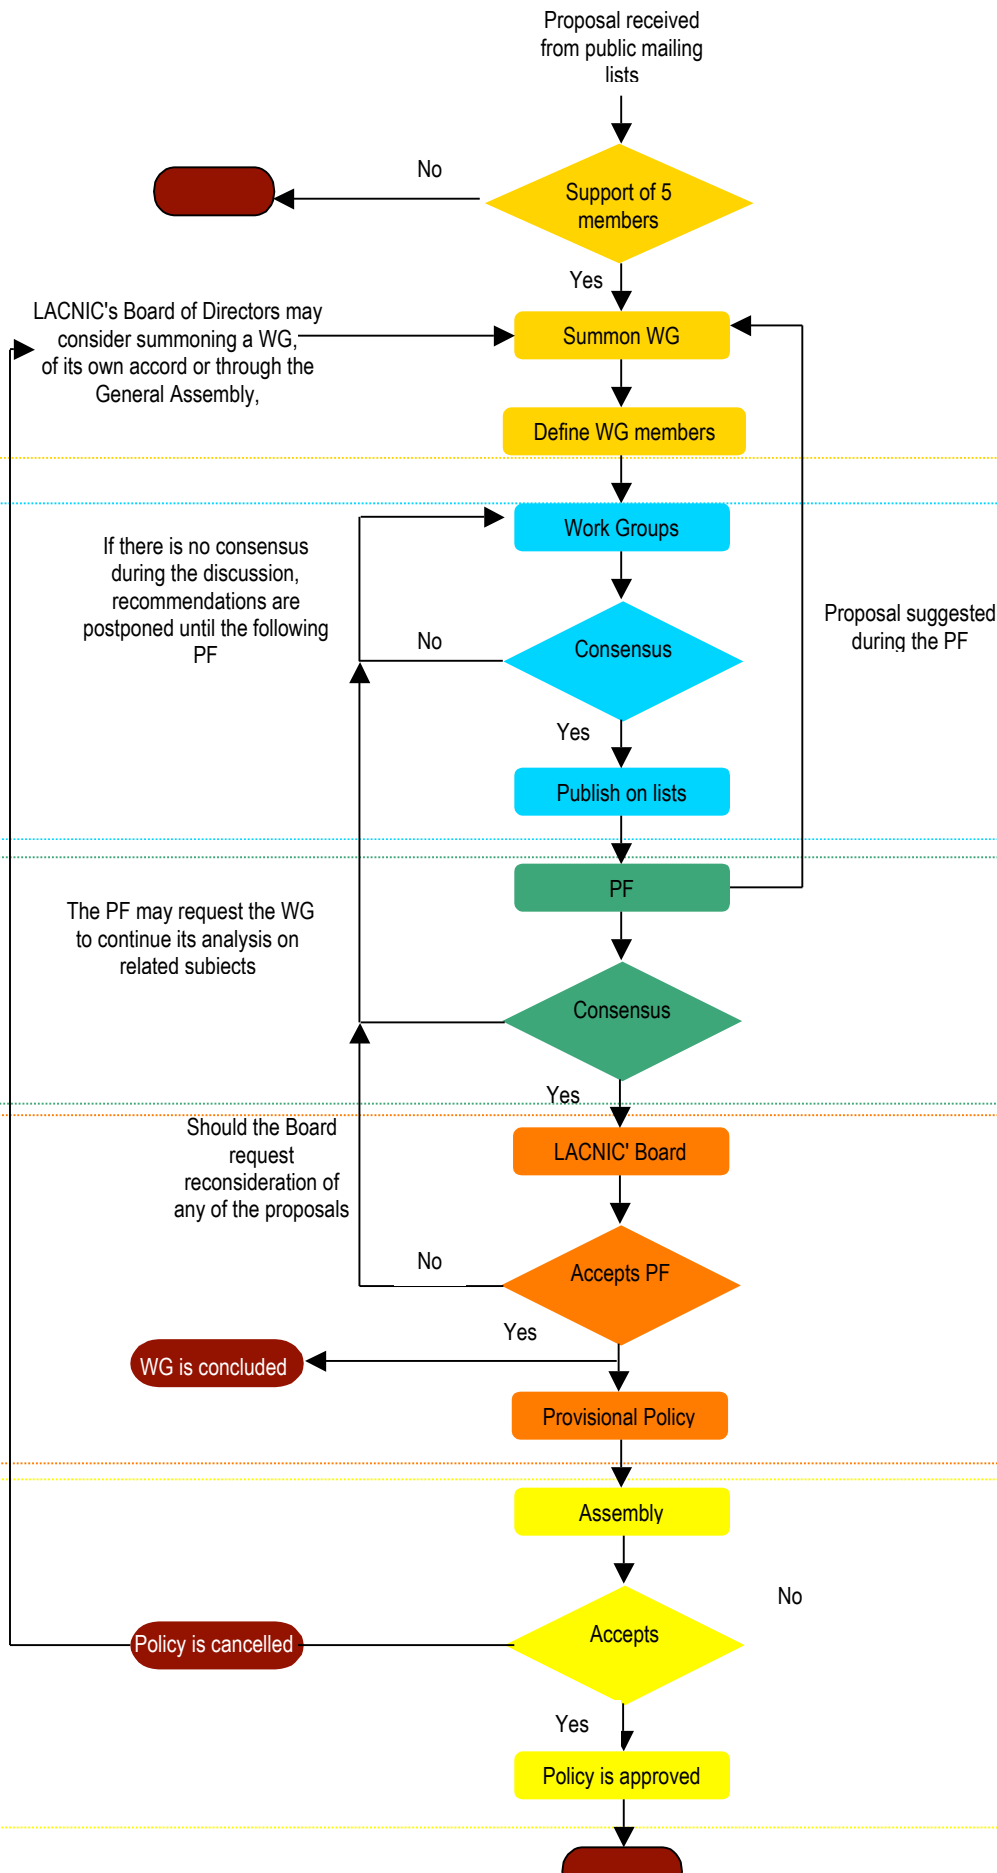 Proposal received
from public mailing
lists
No
Support of 5
members
Yes
LACNIC's Board of Directors may
consider summoning a WG,
of its own accord or through the
General Assembly,
Summon WG
Define WG members
Work Groups
If there is no consensus
during the discussion,
recommendations are
postponed until the following
PF
No
Consensus
Proposal suggested
during the PF
Yes
Publish on lists
PF
The PF may request the WG
to continue its analysis on
related subjects
Consensus
Yes
Should the Board
request
reconsideration of
any of the proposals
LACNIC' Board
No
Accepts PF
Yes
WG is concluded
Provisional Policy
Assembly
No
Policy is cancelled
Accepts
Yes
Policy is approved